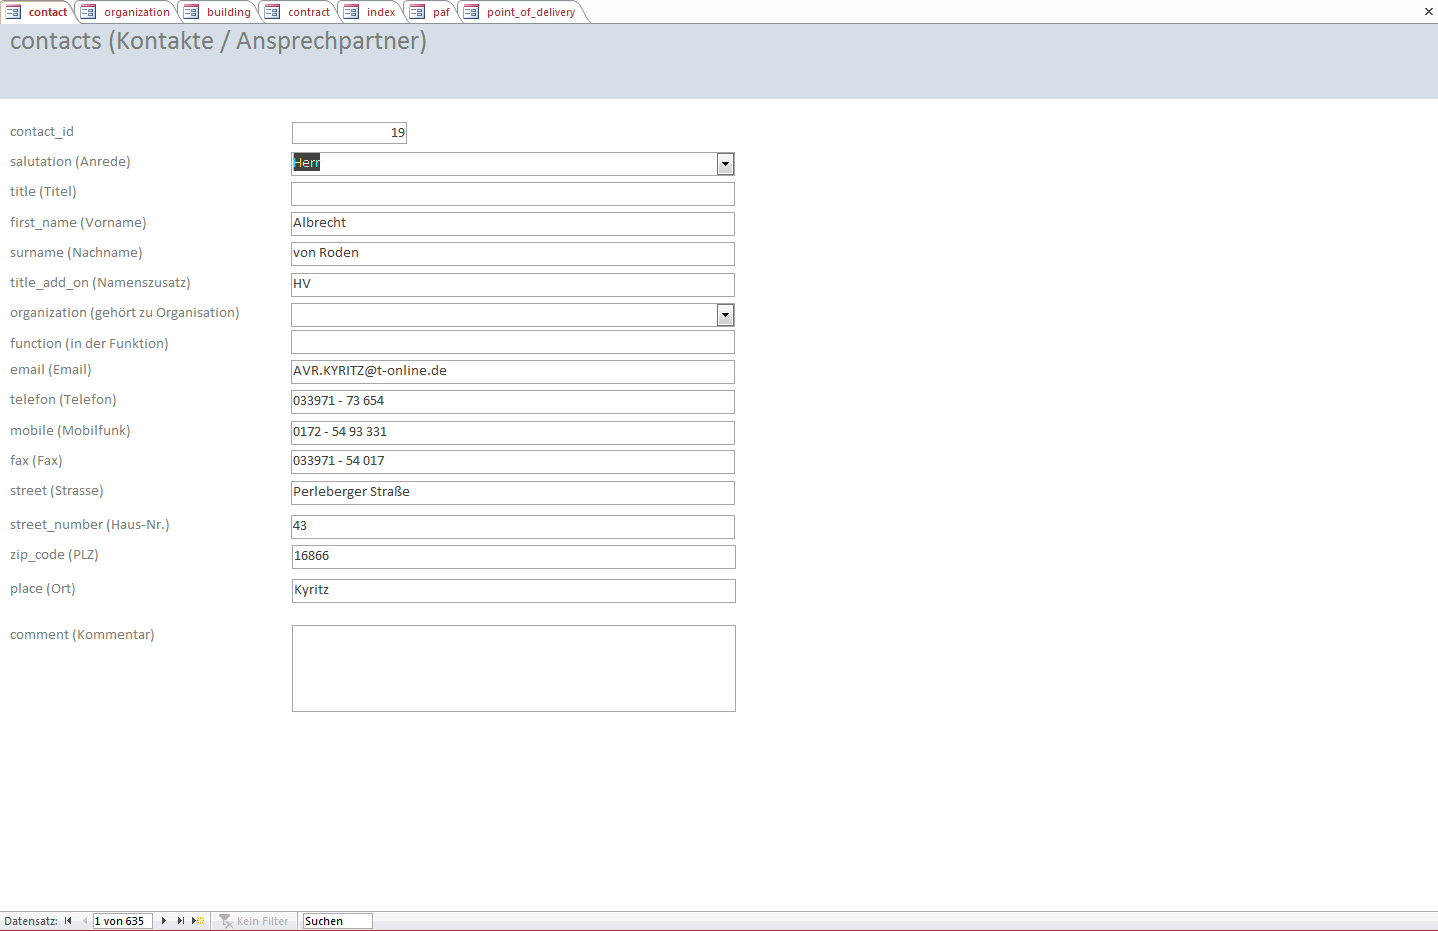 contact organization building contract index paf point_of_delivery
contacts (Kontakte / Ansprechpartner)
contact_id 19
salutation (Anrede) Herr
title (Titel)
first_name (Vorname) Albrecht
surname (Nachname) von Roden
title_add_on (Namenszusatz) HV
organization (gehört zu Organisation)
function (in der Funktion)
email (Email) AVR.KYRITZ@t-online.de
telefon (Telefon) 033971 - 73 654
mobile (Mobilfunk) 0172 - 54 93 331
fax (Fax) 033971 - 54 017
street (Strasse) Perleberger Straße
street_number (Haus-Nr.) 43
zip_code (PLZ) 16866
place (Ort) Kyritz
comment (Kommentar)
Datensatz: 1 von 635 Kein Filter Suchen